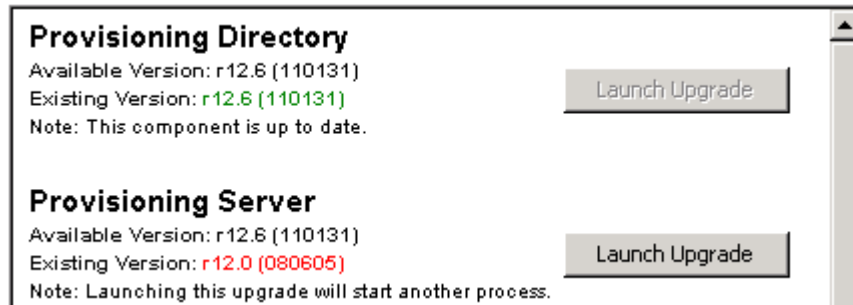 Provisioning Directory
Available Version: r12.6 (110131)
Existing Version: r12.6 (110131)
Launch Upgrade
Note: This component is up to date.
Provisioning Server
Available Version: r12.6 (110131)
Existing Version: r12.0 (080605)
Launch Upgrade
Note: Launching this upgrade will start another process.